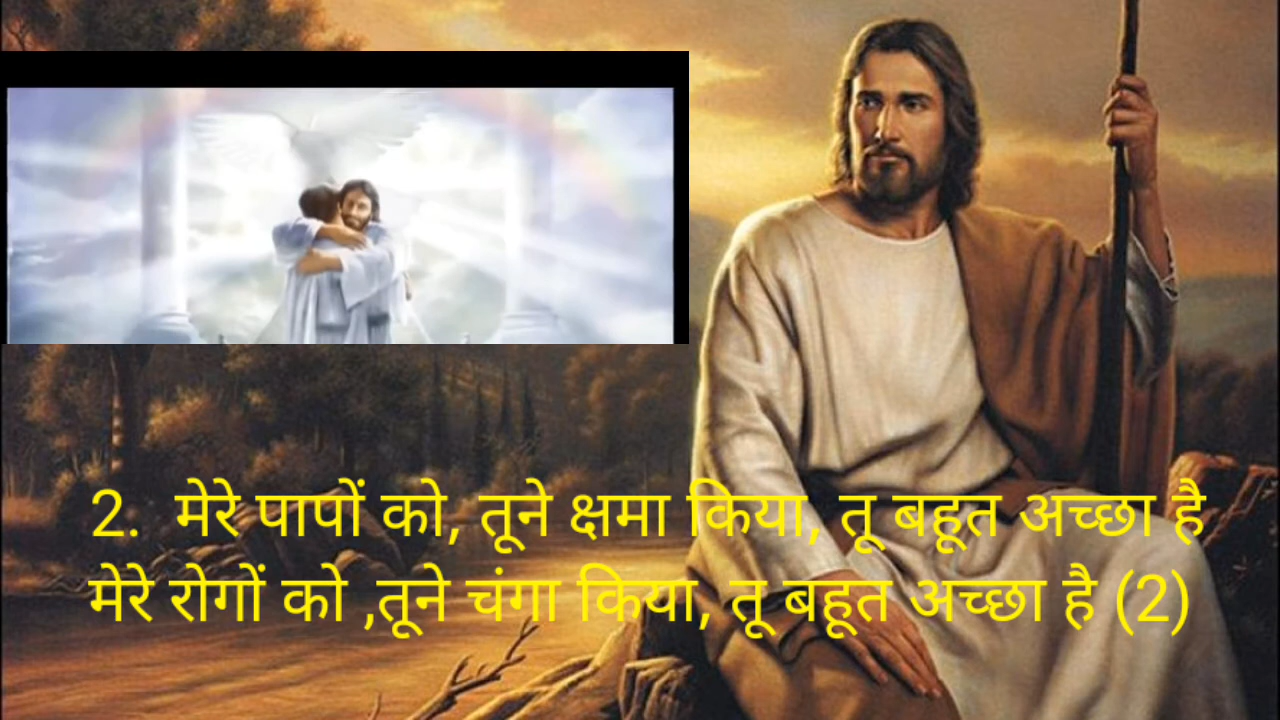 2. मेरे पापों को, तूने क्षमा किया, तू बहूत अच्छा है
मेरे रोगों को ,तूने चंगा किया, तू बहूत अच्छा है (2)